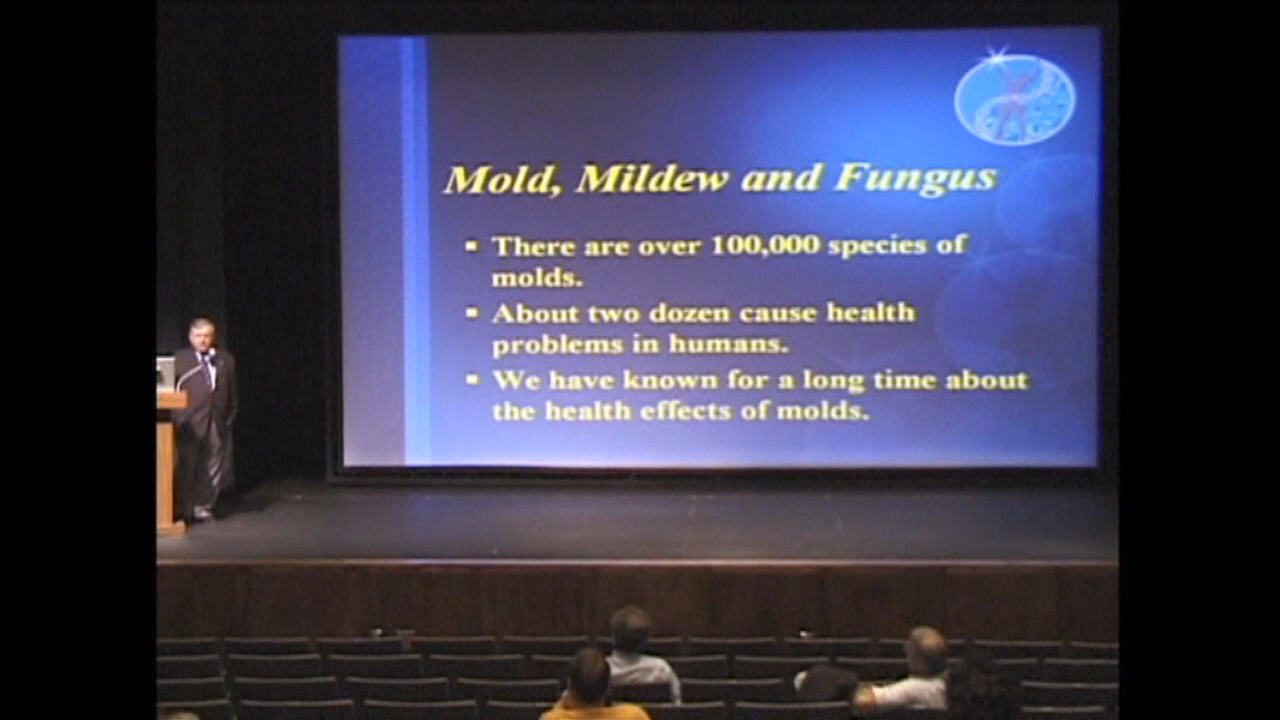 Mold, Mildew and Fungus
▪ There are over 100,000 species of
molds.
▪ About two dozen cause health
problems in humans.
▪ We have known for a long time about
the health effects of molds.